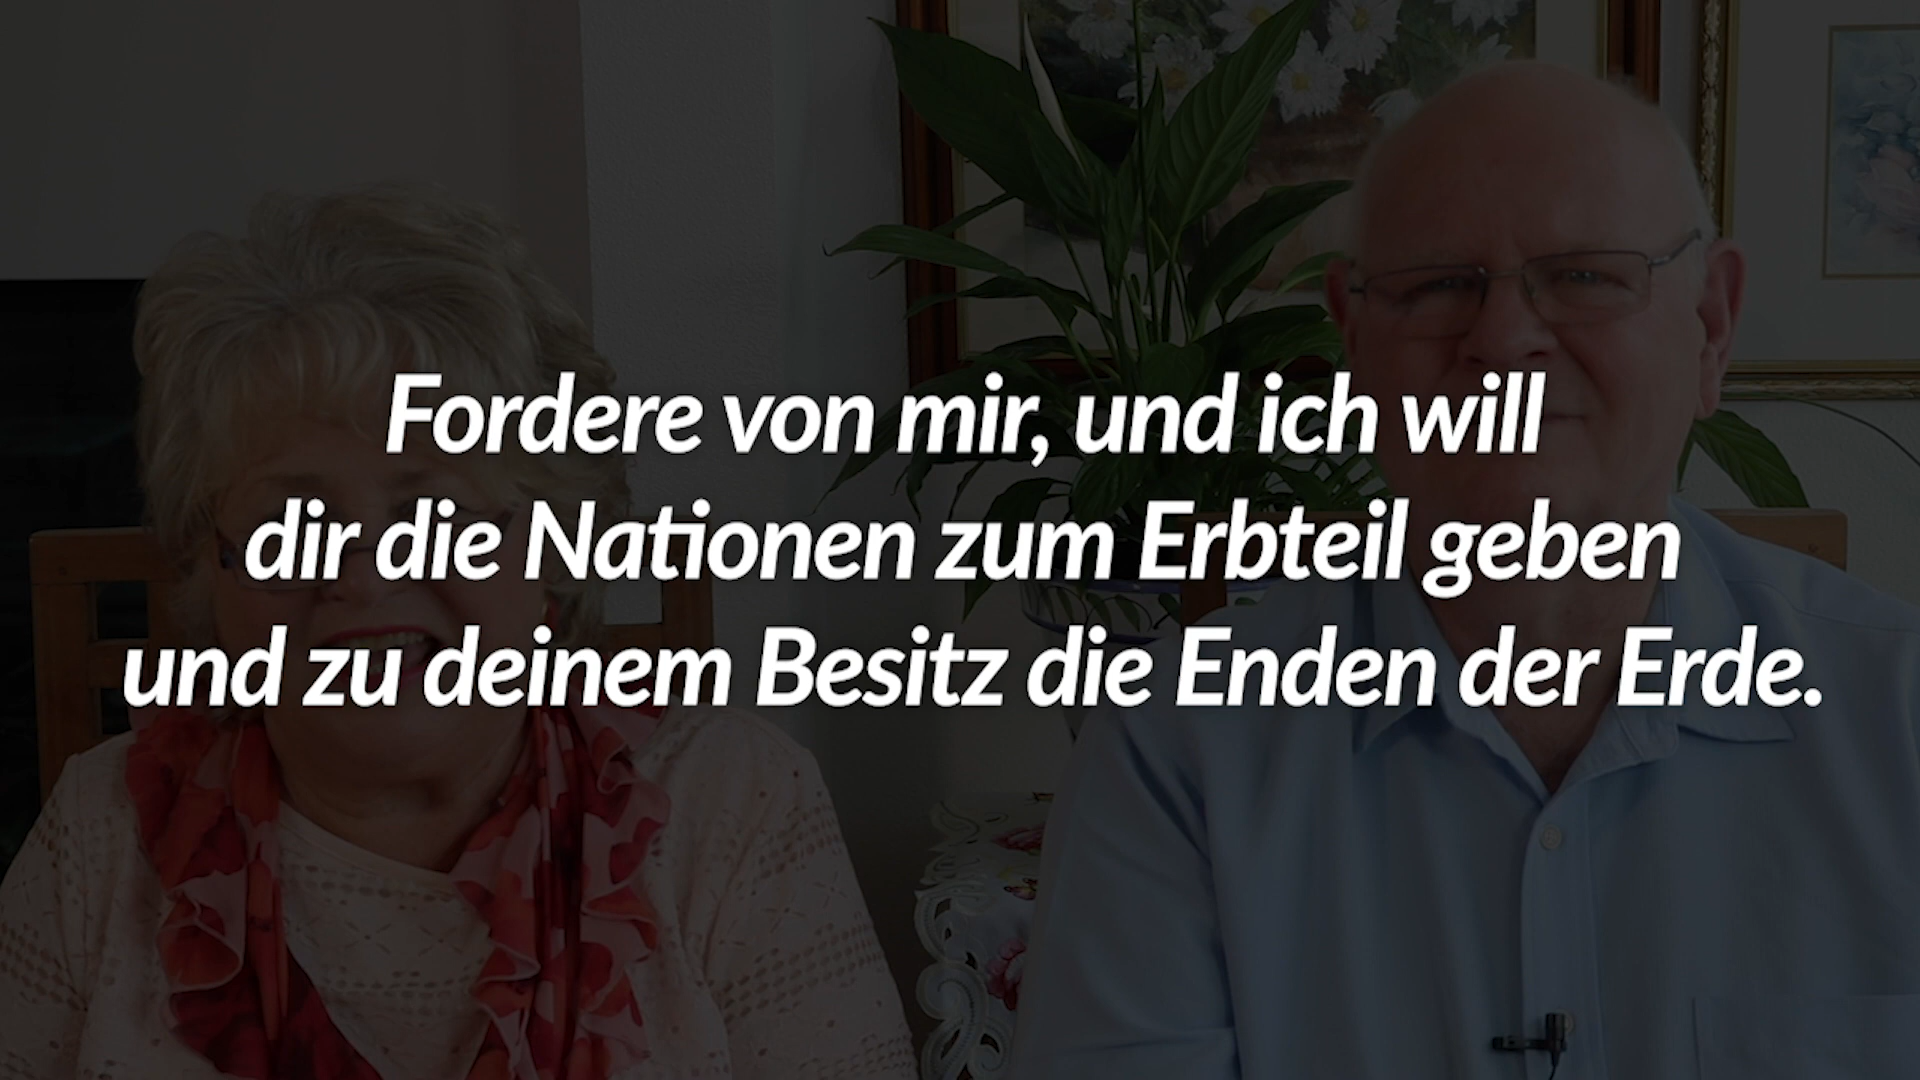 Fordere von mir, und ich will
dir die Nationen zum Erbteil geben
und zu deinem Besitz die Enden der Erde.